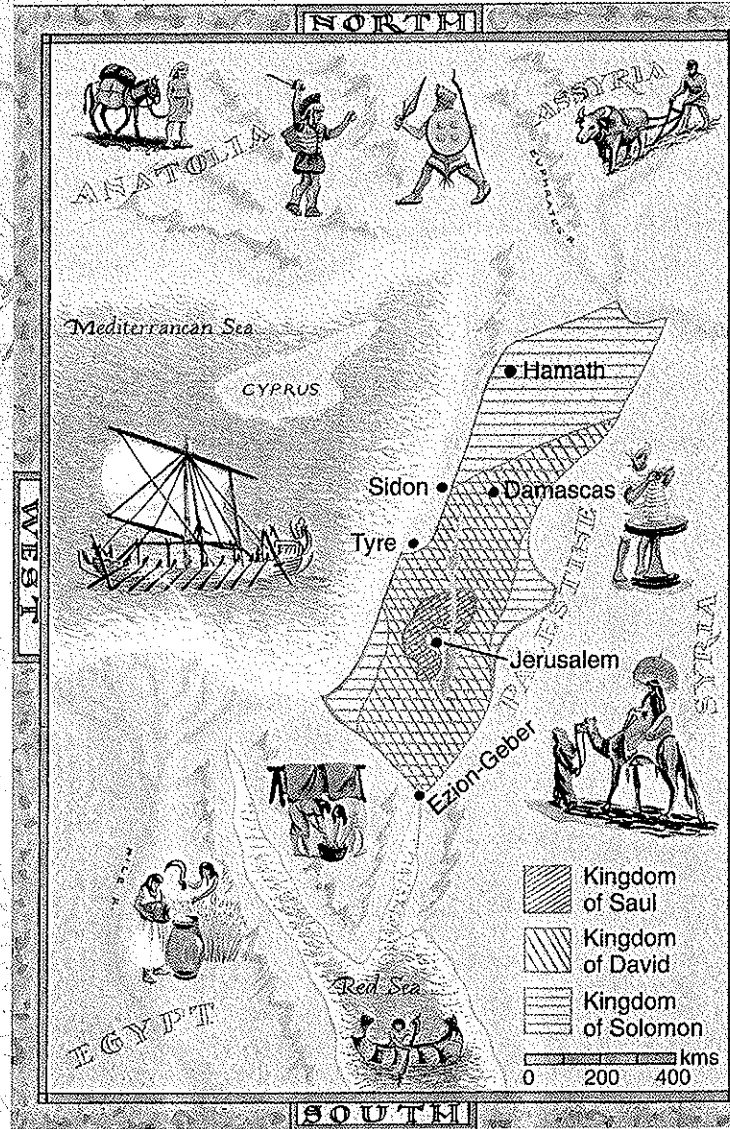 NORTH
ASSYRIA
ANATOLIA
EUPHRATES R
Mediterranean Sea
CYPRUS
Hamath
Sidon
Damascas
WEST
Tyre
PALESTINE
Jerusalem
SYRIA
Ezion-Geber
NILE R
Kingdom
of Saul
Kingdom
of David
Red Sea
Kingdom
of Solomon
EGYPT
kms
0 200 400
SOUTH